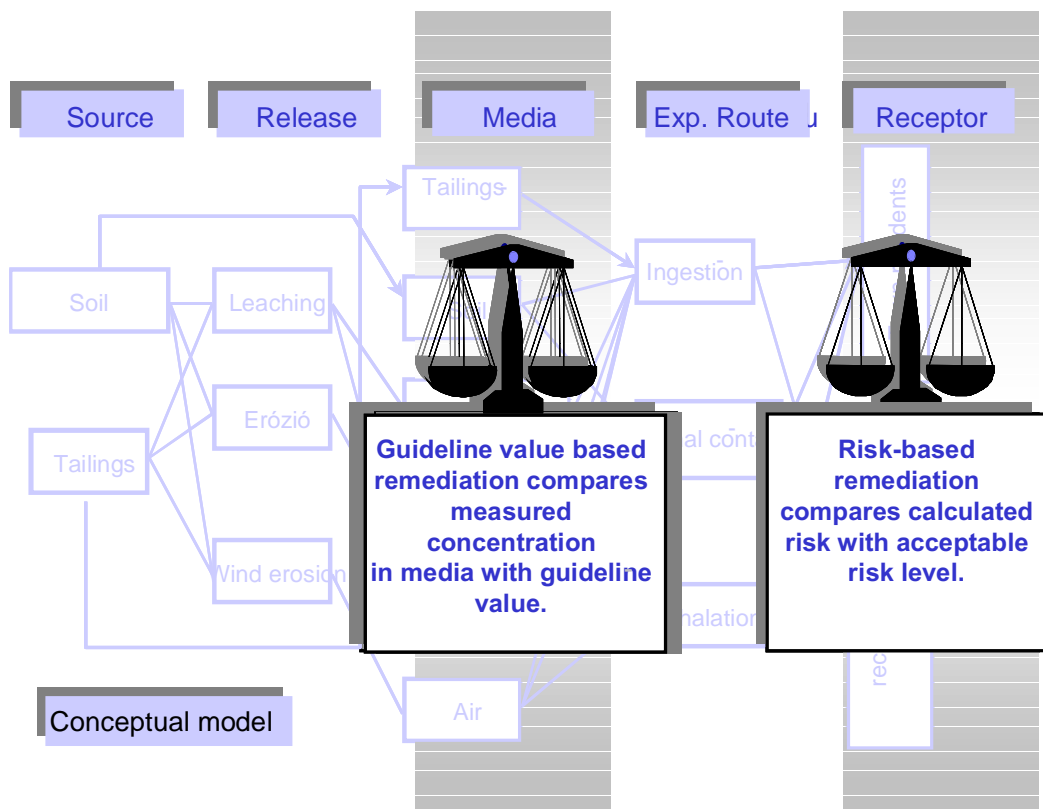 Source
Release
Media
Exp. Route
Receptor
Tailings
Soil
Leaching
Ingestion
Erózió
Tailings
Wind erosion
Air
Guideline value based
remediation compares
measured
concentration
in media with guideline
value.
Risk-based
remediation
compares calculated
risk with acceptable
risk level.
Conceptual model